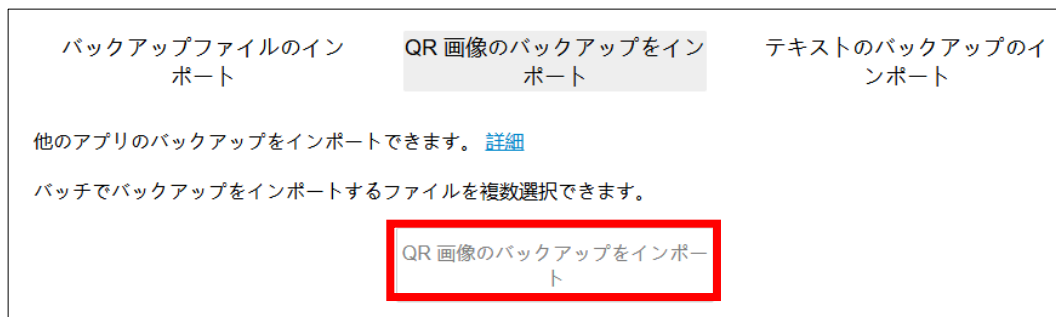 バックアップファイルのイン
ポート
QR 画像のバックアップをイン
ポート
テキストのバックアップのイ
ンポート
他のアプリのバックアップをインポートできます。 詳細
バッチでバックアップをインポートするファイルを複数選択できます。
QR 画像のバックアップをインポー
ト